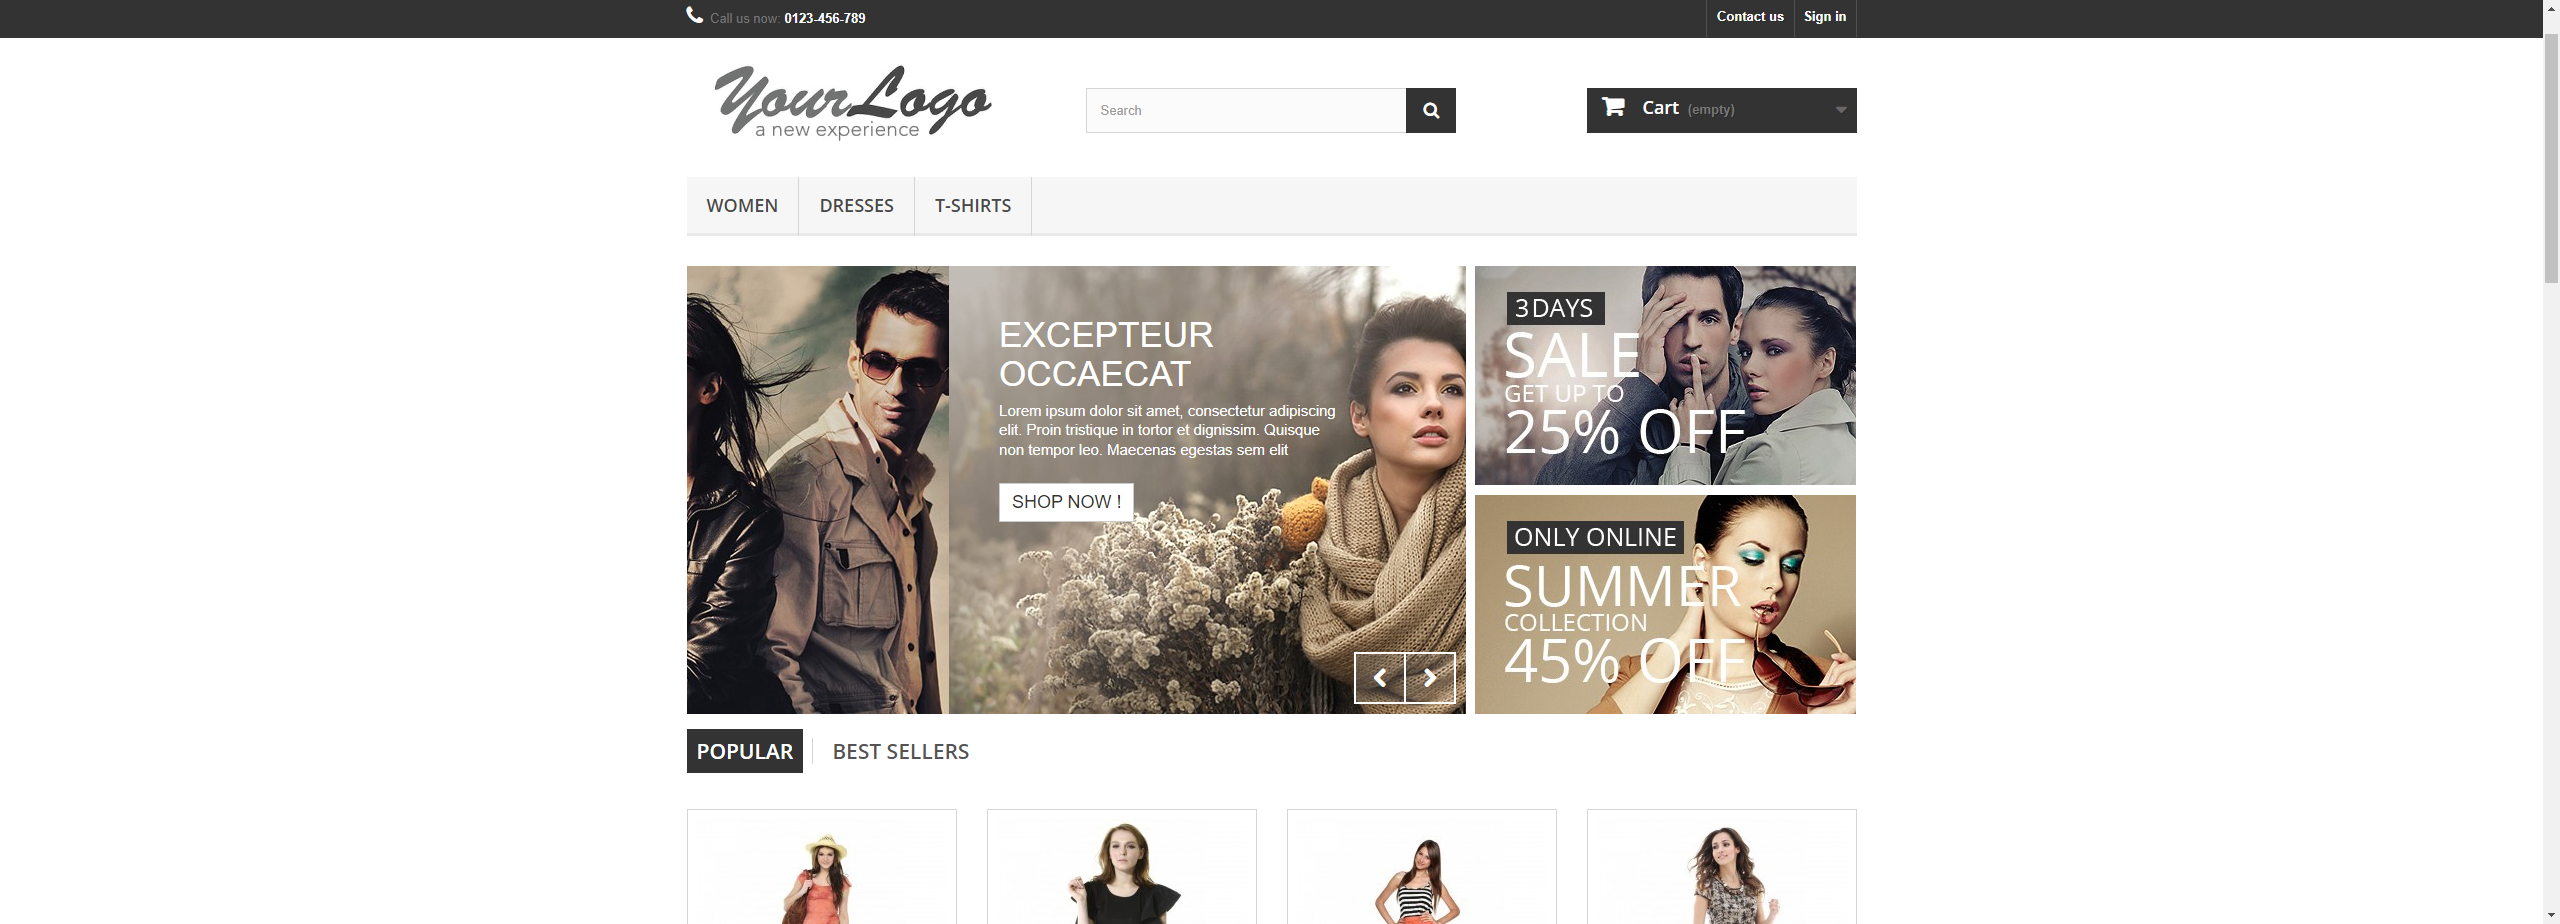 Call us now: 0123-456-789
Contact us
Sign in
YourLogo
a new experience
Search
Cart (empty)
WOMEN
DRESSES
T-SHIRTS
EXCEPTEUR
OCCAECAT
Lorem ipsum dolor sit amet, consectetur adipiscing
elit. Proin tristique in tortor et dignissim. Quisque
non tempor leo. Maecenas egestas sem elit
SHOP NOW !
3 DAYS
SALE
GET UP TO
25% OFF
ONLY ONLINE
SUMMER
COLLECTION
45% OFF
POPULAR
BEST SELLERS